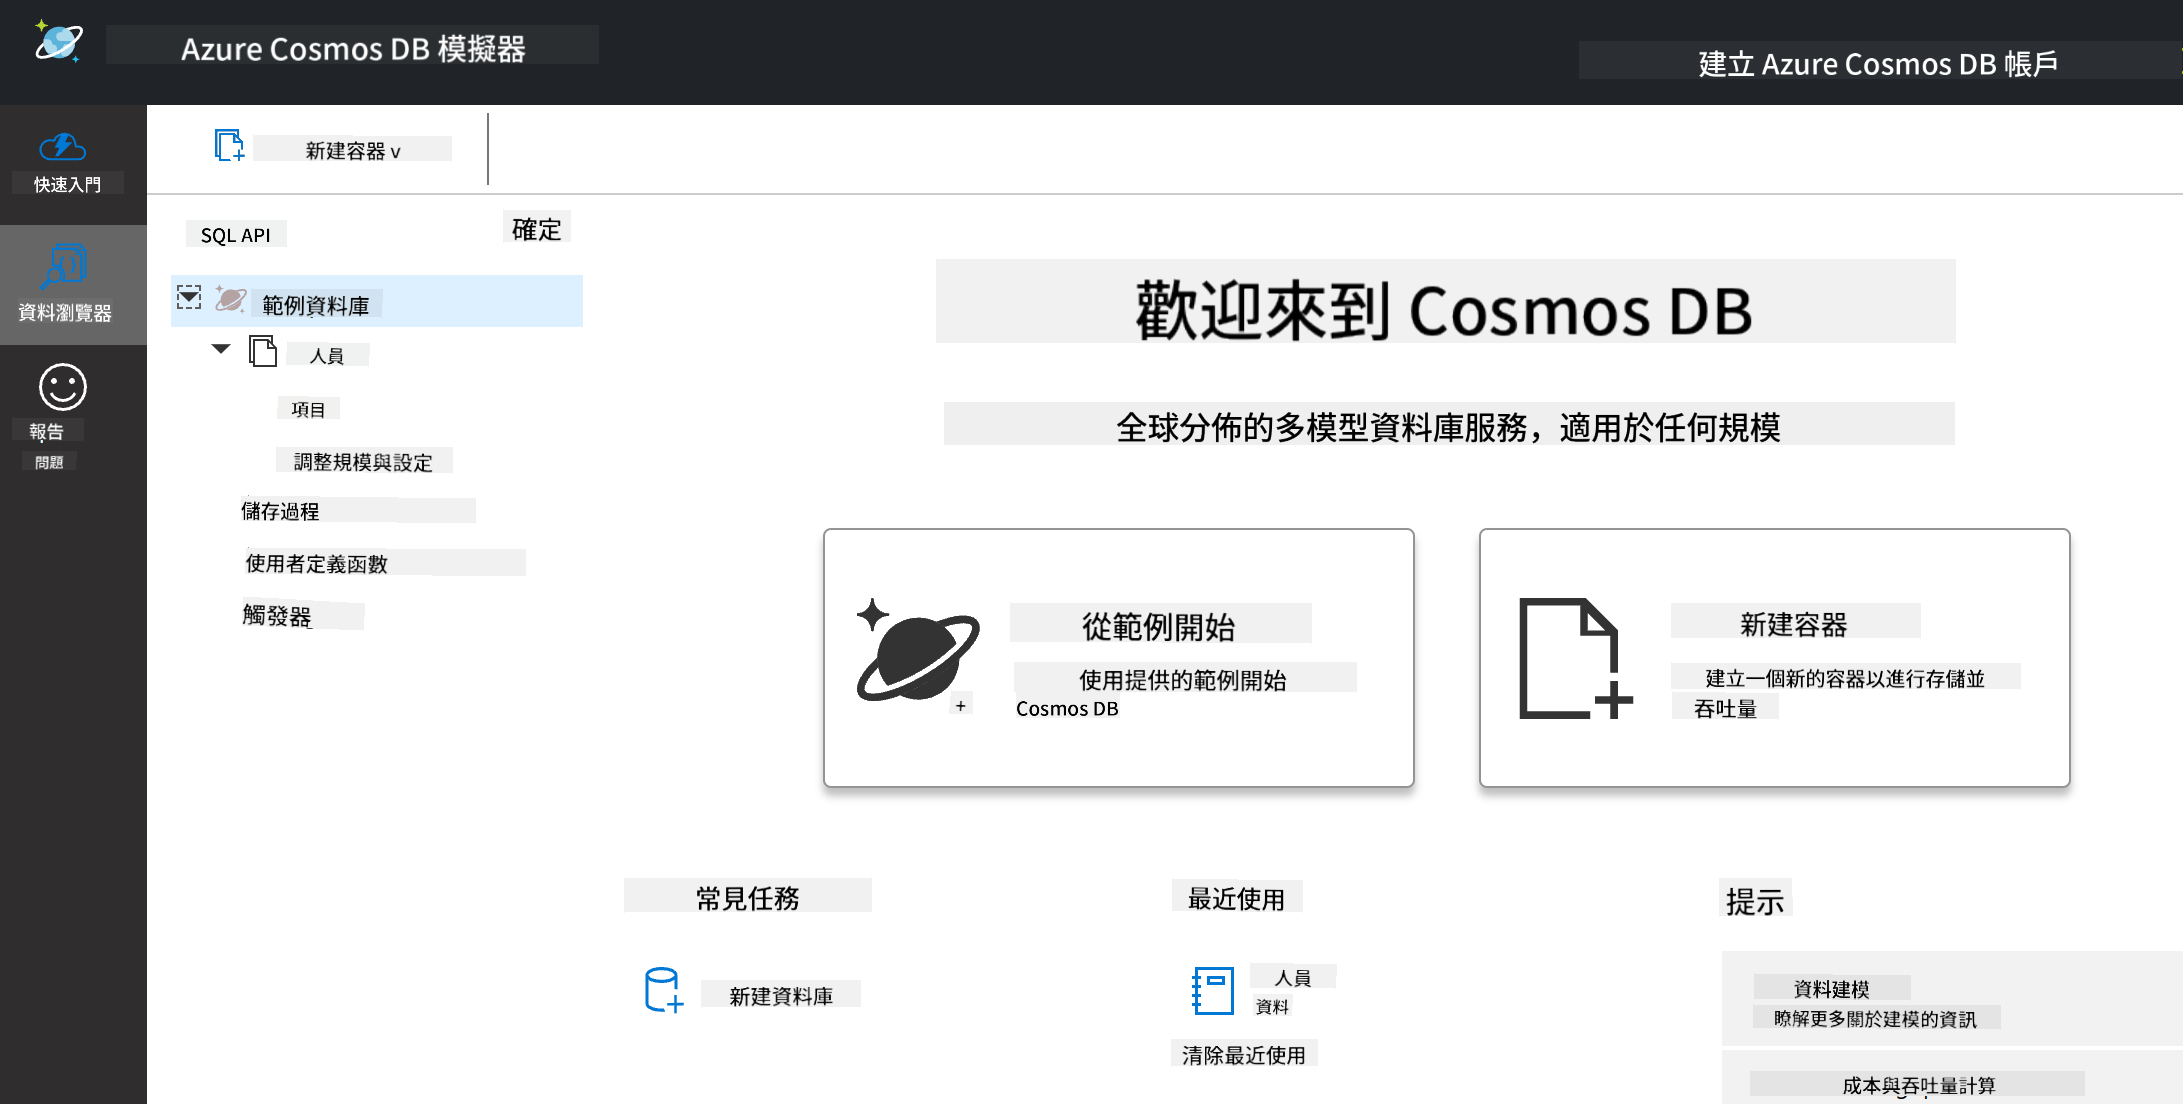 Azure Cosmos DB 模擬器
建立 Azure Cosmos DB 帳戶
快速入門
資料瀏覽器
報告
問題
新建容器 v
SQL API
確定
範例資料庫
人員
項目
調整規模與設定
儲存過程
使用者定義函數
觸發器
歡迎來到 Cosmos DB
全球分佈的多模型資料庫服務，適用於任何規模
從範例開始
使用提供的範例開始
Cosmos DB
+
新建容器
建立一個新的容器以進行存儲並
吞吐量
常見任務
新建資料庫
最近使用
人員
資料
清除最近使用
提示
資料建模
瞭解更多關於建模的資訊
成本與吞吐量計算